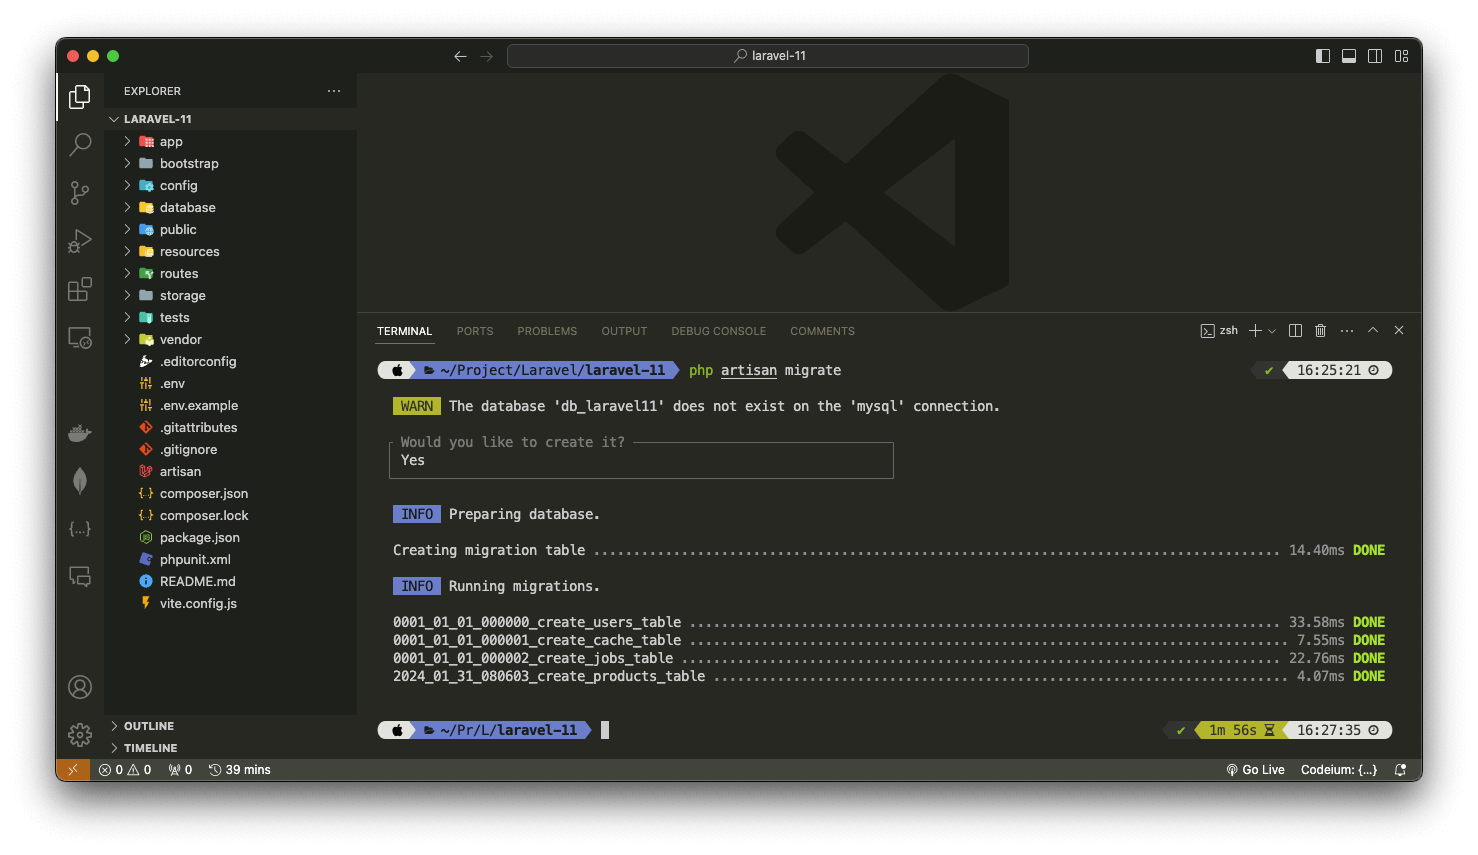 laravel-11
EXPLORER
LARAVEL-11
app
bootstrap
config
database
public
resources
routes
storage
tests
vendor
.editorconfig
.env
.env.example
.gitattributes
.gitignore
artisan
composer.json
composer.lock
package.json
phpunit.xml
README.md
vite.config.js
OUTLINE
TIMELINE
TERMINAL PORTS PROBLEMS OUTPUT DEBUG CONSOLE COMMENTS zsh
~/Project/Laravel/laravel-11 php artisan migrate ✔ 16:25:21
WARN The database 'db_laravel11' does not exist on the 'mysql' connection.
Would you like to create it?
Yes
INFO Preparing database.
Creating migration table ...................................................................................... 14.40ms DONE
INFO Running migrations.
0001_01_01_000000_create_users_table .......................................................................... 33.58ms DONE
0001_01_01_000001_create_cache_table ........................................................................... 7.55ms DONE
0001_01_01_000002_create_jobs_table ........................................................................... 22.76ms DONE
2024_01_31_080603_create_products_table ........................................................................ 4.07ms DONE
~/Pr/L/laravel-11 ✔ 1m 56s 16:27:35
0 0 0 39 mins Go Live Codeium: {...}